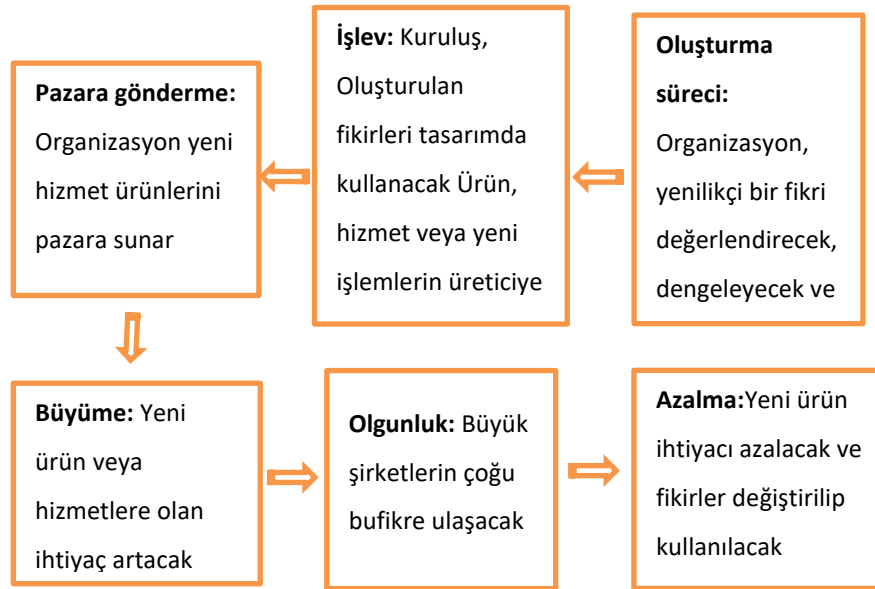 Oluşturma
süreci:
Organizasyon,
yenilikçi bir fikri
değerlendirecek,
dengeleyecek ve
İşlev: Kuruluş,
Oluşturulan
fikirleri tasarımda
kullanacak Ürün,
hizmet veya yeni
işlemlerin üreticiye
Pazara gönderme:
Organizasyon yeni
hizmet ürünlerini
pazara sunar
Büyüme: Yeni
ürün veya
hizmetlere olan
ihtiyaç artacak
Olgunluk: Büyük
şirketlerin çoğu
bufikre ulaşacak
Azalma:Yeni ürün
ihtiyacı azalacak ve
fikirler değiştirilip
kullanılacak